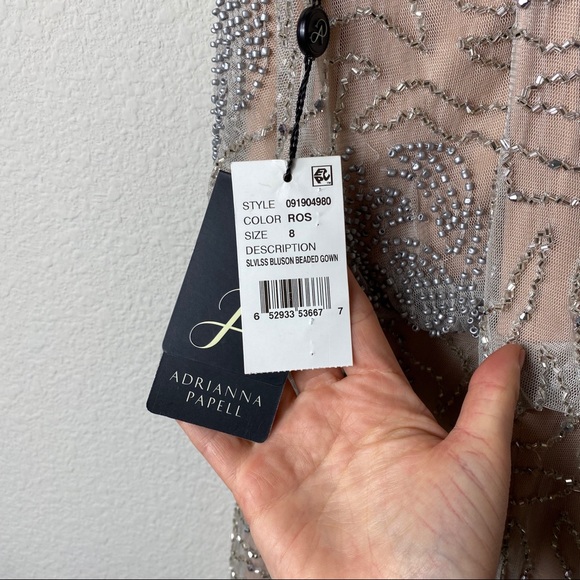 STYLE 091904980
COLOR ROS
SIZE 8
DESCRIPTION
SLVLSS BLUSON BEADED GOWN
6 52933 53667 7
ADRIANNA
PAPELL